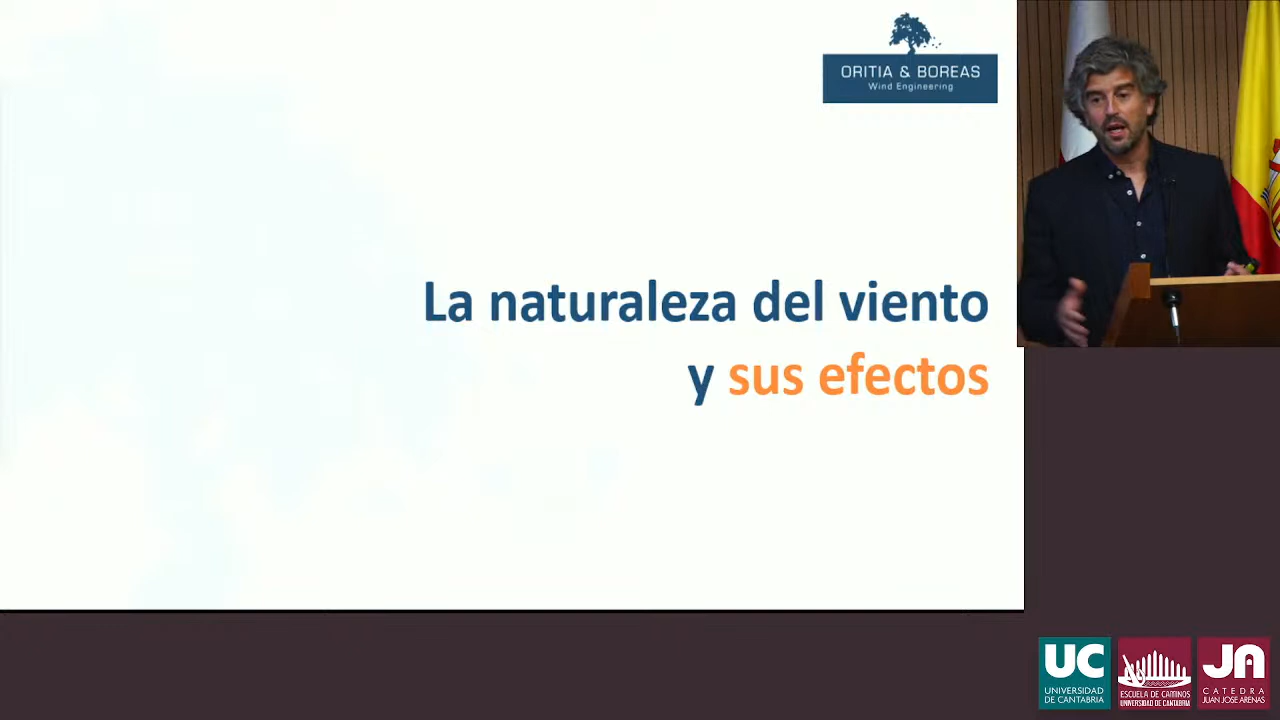 ORITIA & BOREAS
Wind Engineering
La naturaleza del viento
y sus efectos
UC
UNIVERSIDAD
DE CANTABRIA
ESCUELA DE CAMINOS
UNIVERSIDAD DE CANTABRIA
JA
CATEDRA
JUAN JOSE ARENAS